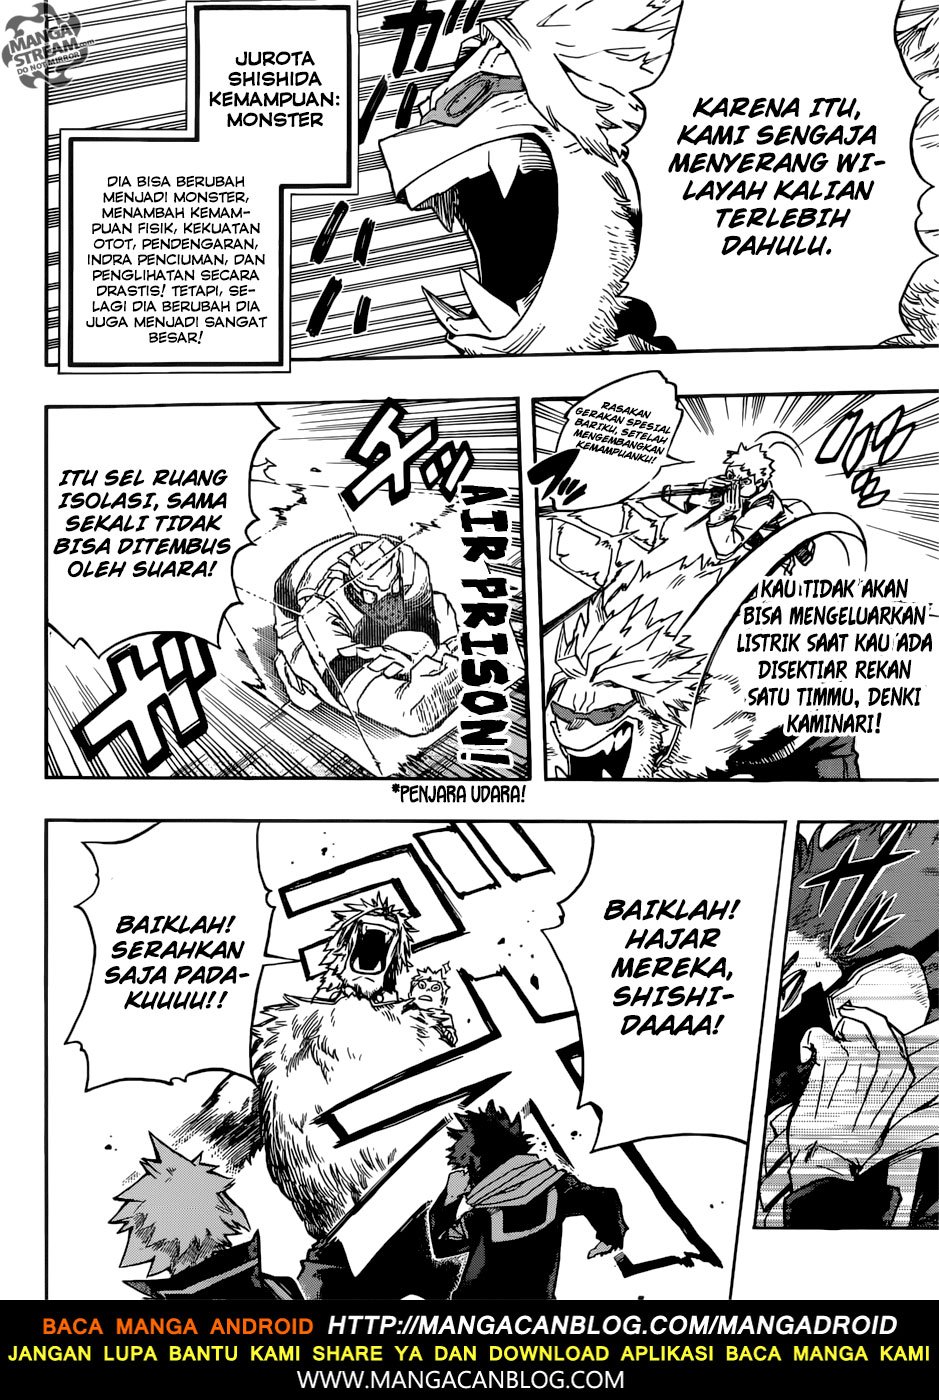 MANGA
STREAM.com
DO NOT MIRROR!
JUROTA
SHISHIDA
KEMAMPUAN:
MONSTER
DIA BISA BERUBAH
MENJADI MONSTER,
MENAMBAH KEMAM-
PUAN FISIK, KEKUATAN
OTOT, PENDENGARAN,
INDRA PENCIUMAN, DAN
PENGLIHATAN SECARA
DRASTIS! TETAPI, SE-
LAGI DIA BERUBAH DIA
JUGA MENJADI SANGAT
BESAR!
KARENA ITU,
KAMI SENGAJA
MENYERANG WI-
LAYAH KALIAN
TERLEBIH
DAHULU.
ITU SEL RUANG
ISOLASI, SAMA
SEKALI TIDAK
BISA DITEMBUS
OLEH SUARA!
AIR PRISON!
*PENJARA UDARA!
RASAKAN
GERAKAN SPESIAL
BARIKU, SETELAH
MENGEMBANGKAN
KEMAMPUANKU!!
KAU TIDAK AKAN
BISA MENGELUARKAN
LISTRIK SAAT KAU ADA
DISEKTIAR REKAN
SATU TIMMU, DENKI
KAMINARI!
BAIKLAH!
SERAHKAN
SAJA PADA-
KUUUU!!
BAIKLAH!
HAJAR
MEREKA,
SHISHI-
DAAAA!
BACA MANGA ANDROID HTTP://MANGACANBLOG.COM/MANGADROID
JANGAN LUPA BANTU KAMI SHARE YA DAN DOWNLOAD APLIKASI BACA MANGA KAMI
WWW.MANGACANBLOG.COM